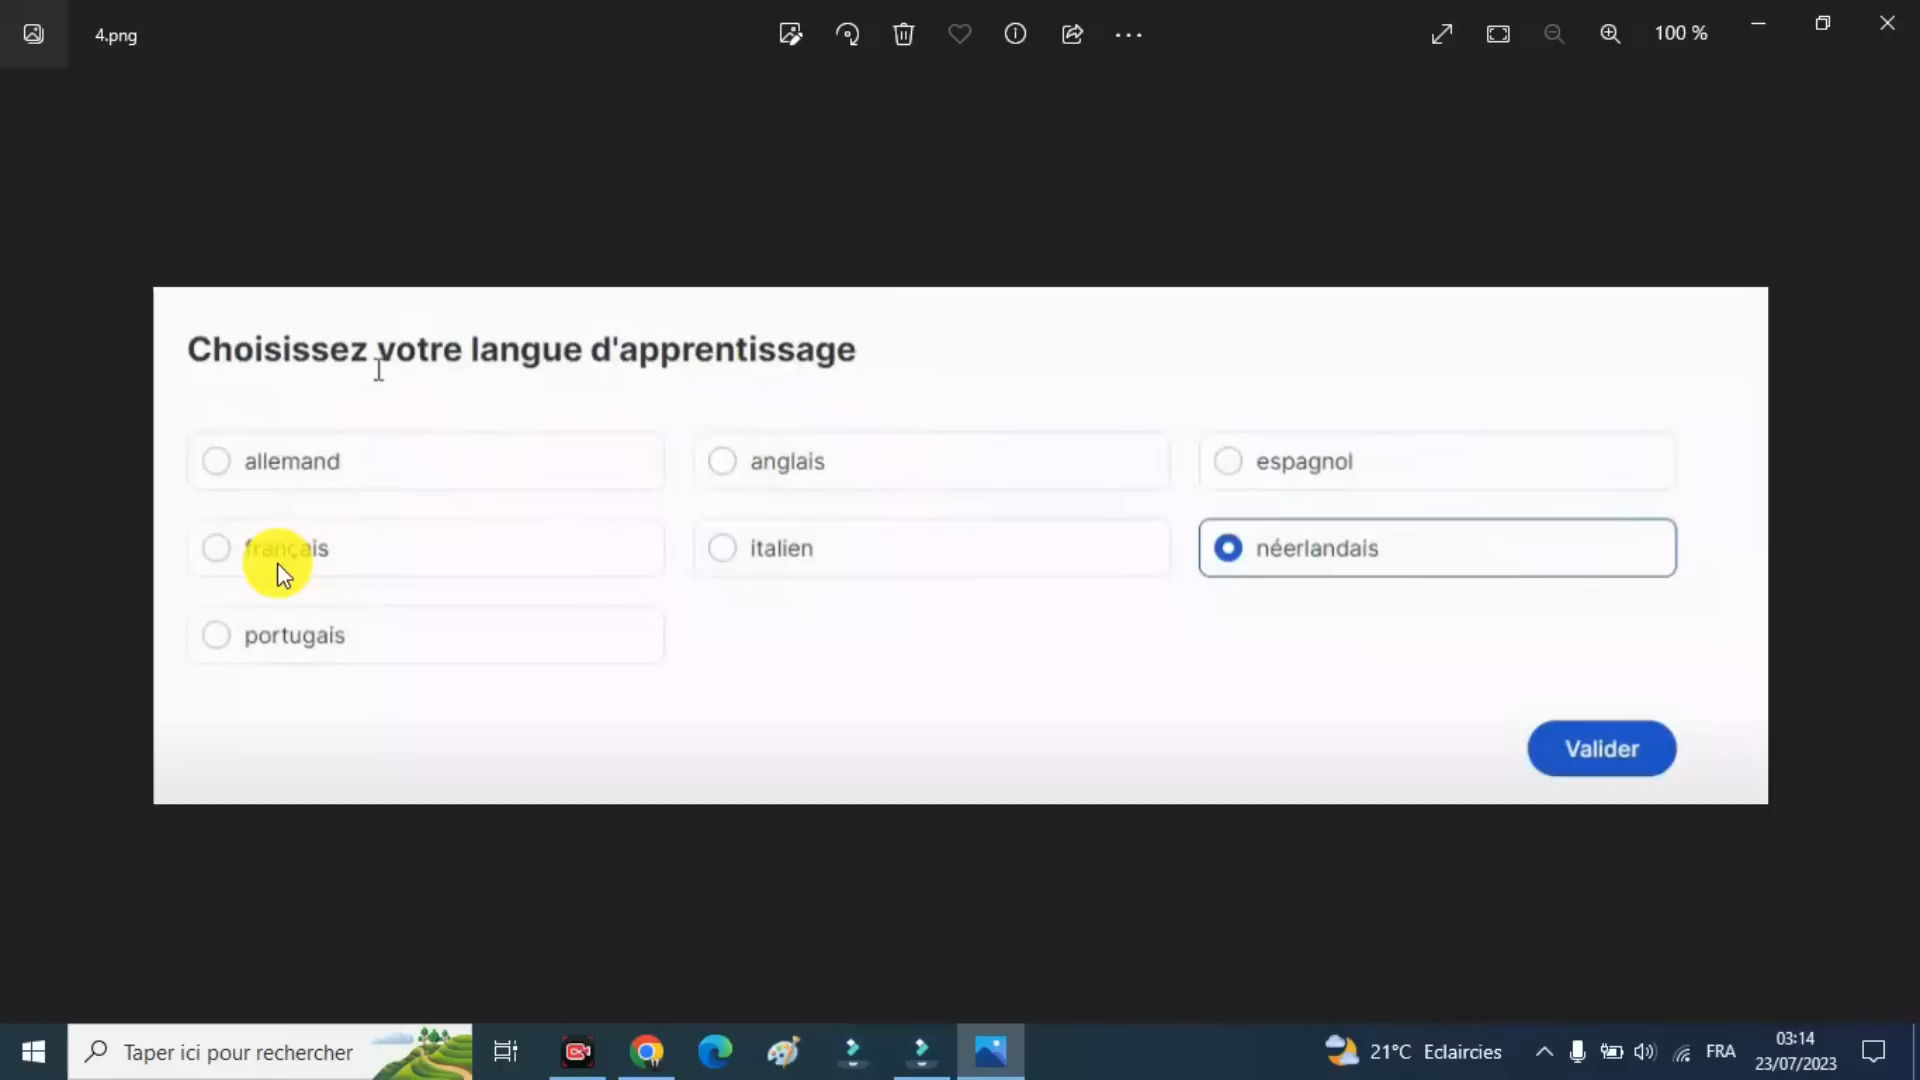 4.png
100 %
Choisissez votre langue d'apprentissage
allemand
anglais
espagnol
français
italien
néerlandais
portugais
Valider
Taper ici pour rechercher
21°C Eclaircies
FRA
03:14
23/07/2023